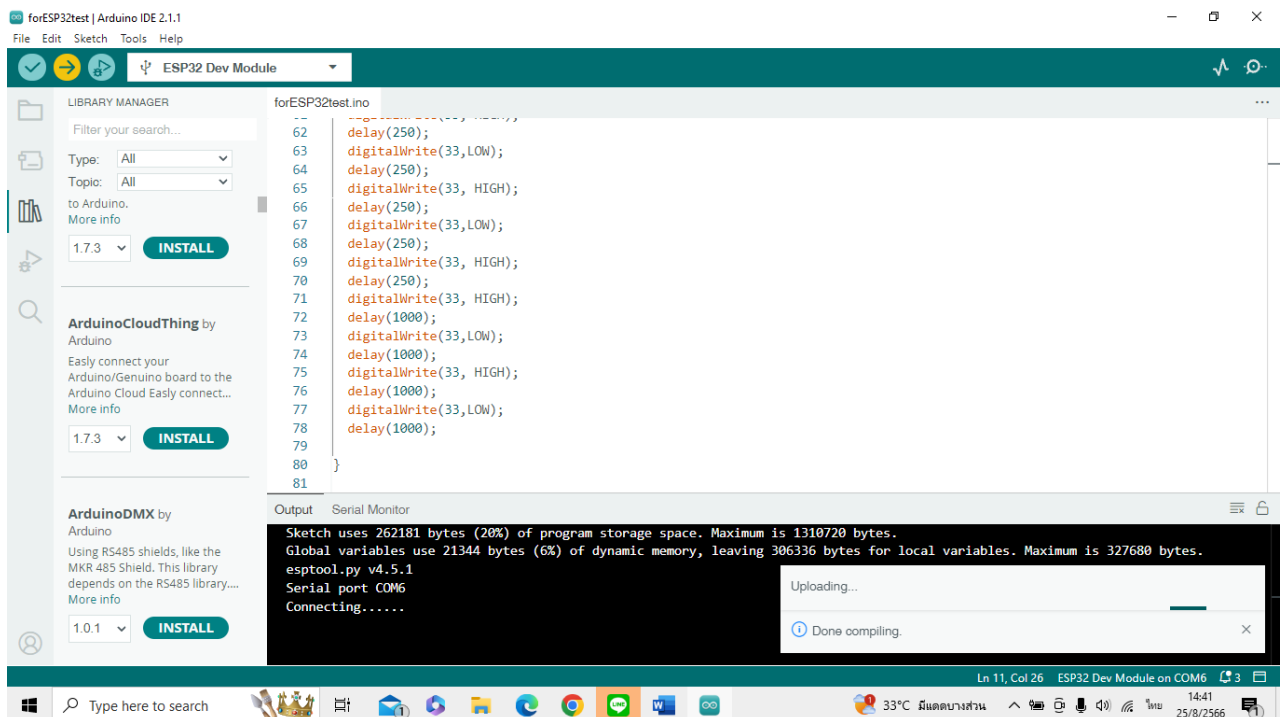 forESP32test | Arduino IDE 2.1.1
File Edit Sketch Tools Help
ESP32 Dev Module
LIBRARY MANAGER
Filter your search...
Type: All
Topic: All
to Arduino.
More info
1.7.3 INSTALL
ArduinoCloudThing by
Arduino
Easly connect your
Arduino/Genuino board to the
Arduino Cloud Easly connect...
More info
1.7.3 INSTALL
ArduinoDMX by
Arduino
Using RS485 shields, like the
MKR 485 Shield. This library
depends on the RS485 library....
More info
1.0.1 INSTALL
forESP32test.ino
61 digitalWrite(33, HIGH);
62 delay(250);
63 digitalWrite(33,LOW);
64 delay(250);
65 digitalWrite(33, HIGH);
66 delay(250);
67 digitalWrite(33,LOW);
68 delay(250);
69 digitalWrite(33, HIGH);
70 delay(250);
71 digitalWrite(33, HIGH);
72 delay(1000);
73 digitalWrite(33,LOW);
74 delay(1000);
75 digitalWrite(33, HIGH);
76 delay(1000);
77 digitalWrite(33,LOW);
78 delay(1000);
79
80 }
81
Output Serial Monitor
Sketch uses 262181 bytes (20%) of program storage space. Maximum is 1310720 bytes.
Global variables use 21344 bytes (6%) of dynamic memory, leaving 306336 bytes for local variables. Maximum is 327680 bytes.
esptool.py v4.5.1
Serial port COM6
Connecting......
Uploading...
Done compiling.
Ln 11, Col 26 ESP32 Dev Module on COM6 3
Type here to search
1
LINE
W
1
33°C มีแดดบางส่วน
ไทย
14:41
25/8/2566
1